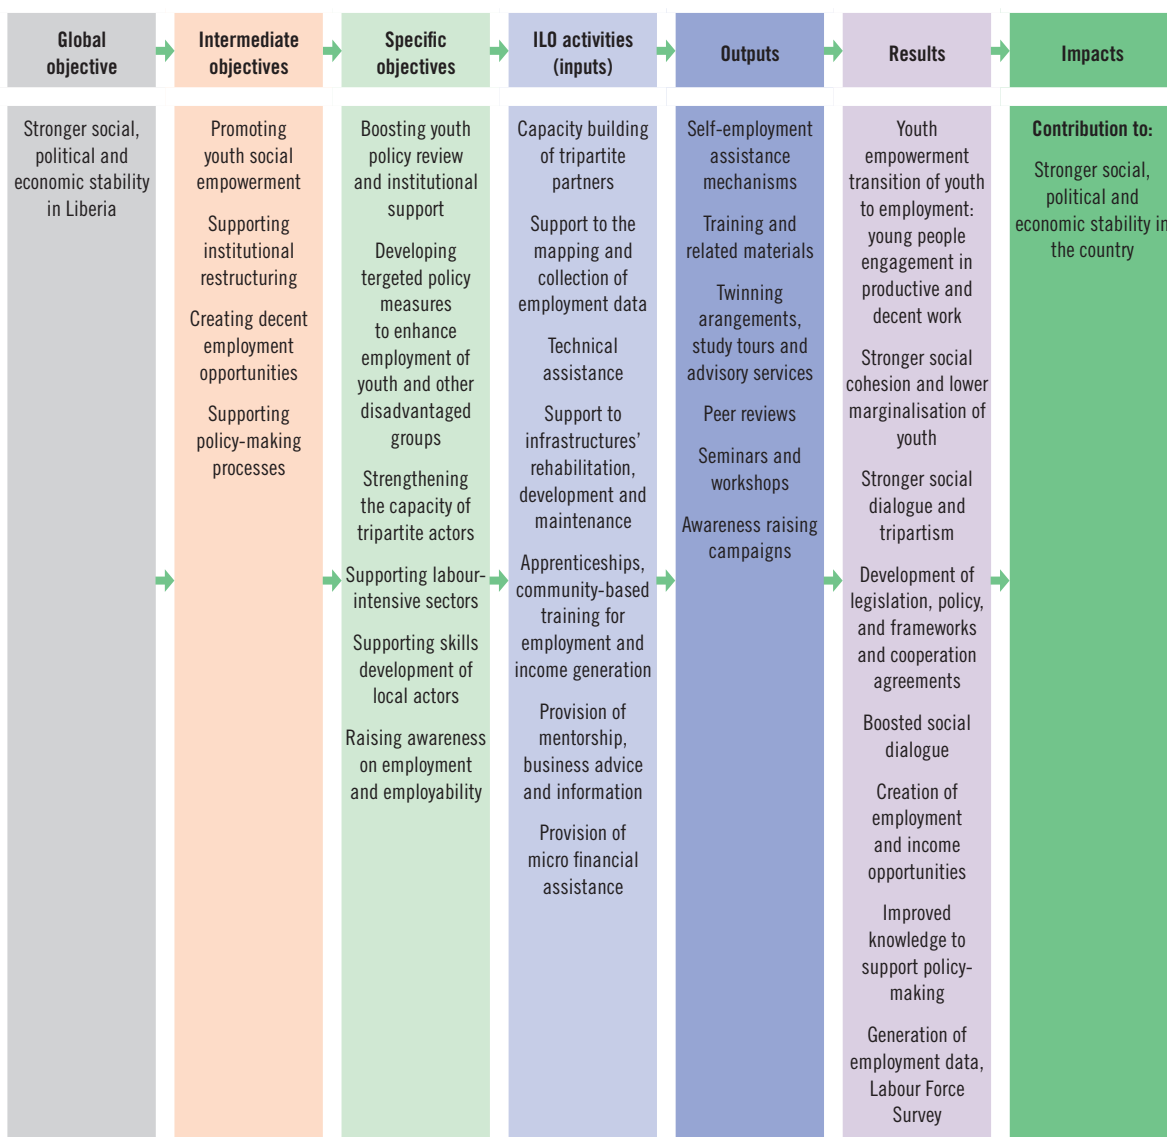 Global
objective
Intermediate
objectives
Specific
objectives
ILO activities
(inputs)
Outputs
Results
Impacts
Stronger social,
political and
economic stability
in Liberia
Promoting
youth social
empowerment
Supporting
institutional
restructuring
Creating decent
employment
opportunities
Supporting
policy-making
processes
Boosting youth
policy review
and institutional
support
Developing
targeted policy
measures
to enhance
employment of
youth and other
disadvantaged
groups
Strengthening
the capacity of
tripartite actors
Supporting labour-
intensive sectors
Supporting skills
development of
local actors
Raising awareness
on employment
and employability
Capacity building
of tripartite
partners
Support to the
mapping and
collection of
employment data
Technical
assistance
Support to
infrastructures’
rehabilitation,
development and
maintenance
Apprenticeships,
community-based
training for
employment and
income generation
Provision of
mentorship,
business advice
and information
Provision of
micro financial
assistance
Self-employment
assistance
mechanisms
Training and
related materials
Twinning
arangements,
study tours and
advisory services
Peer reviews
Seminars and
workshops
Awareness raising
campaigns
Youth
empowerment
transition of youth
to employment:
young people
engagement in
productive and
decent work
Stronger social
cohesion and lower
marginalisation of
youth
Stronger social
dialogue and
tripartism
Development of
legislation, policy,
and frameworks
and cooperation
agreements
Boosted social
dialogue
Creation of
employment
and income
opportunities
Improved
knowledge to
support policy-
making
Generation of
employment data,
Labour Force
Survey
Contribution to:
Stronger social,
political and
economic stability in
the country